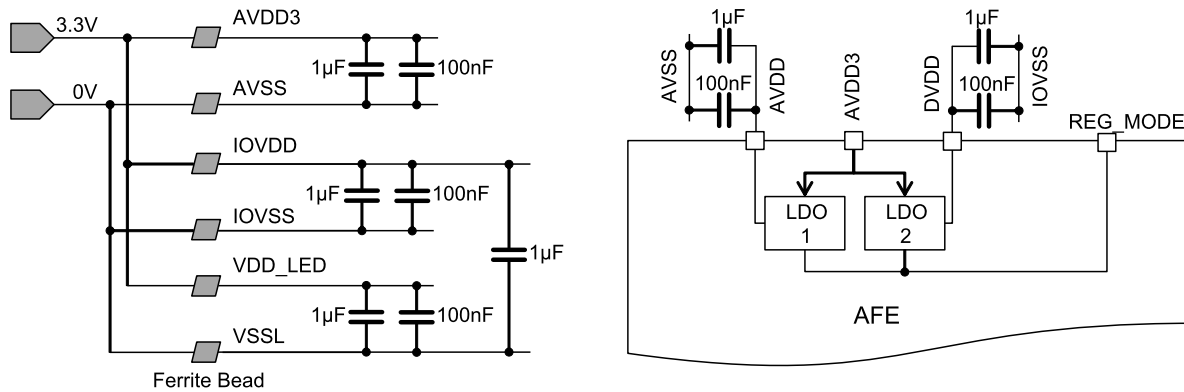 3.3V
AVDD3
1µF
100nF
0V
AVSS
IOVDD
1µF
100nF
IOVSS
1µF
VDD_LED
1µF
100nF
VSSL
Ferrite Bead
1µF
100nF
AVSS
AVDD
AVDD3
DVDD
1µF
100nF
IOVSS
REG_MODE
LDO
1
LDO
2
AFE